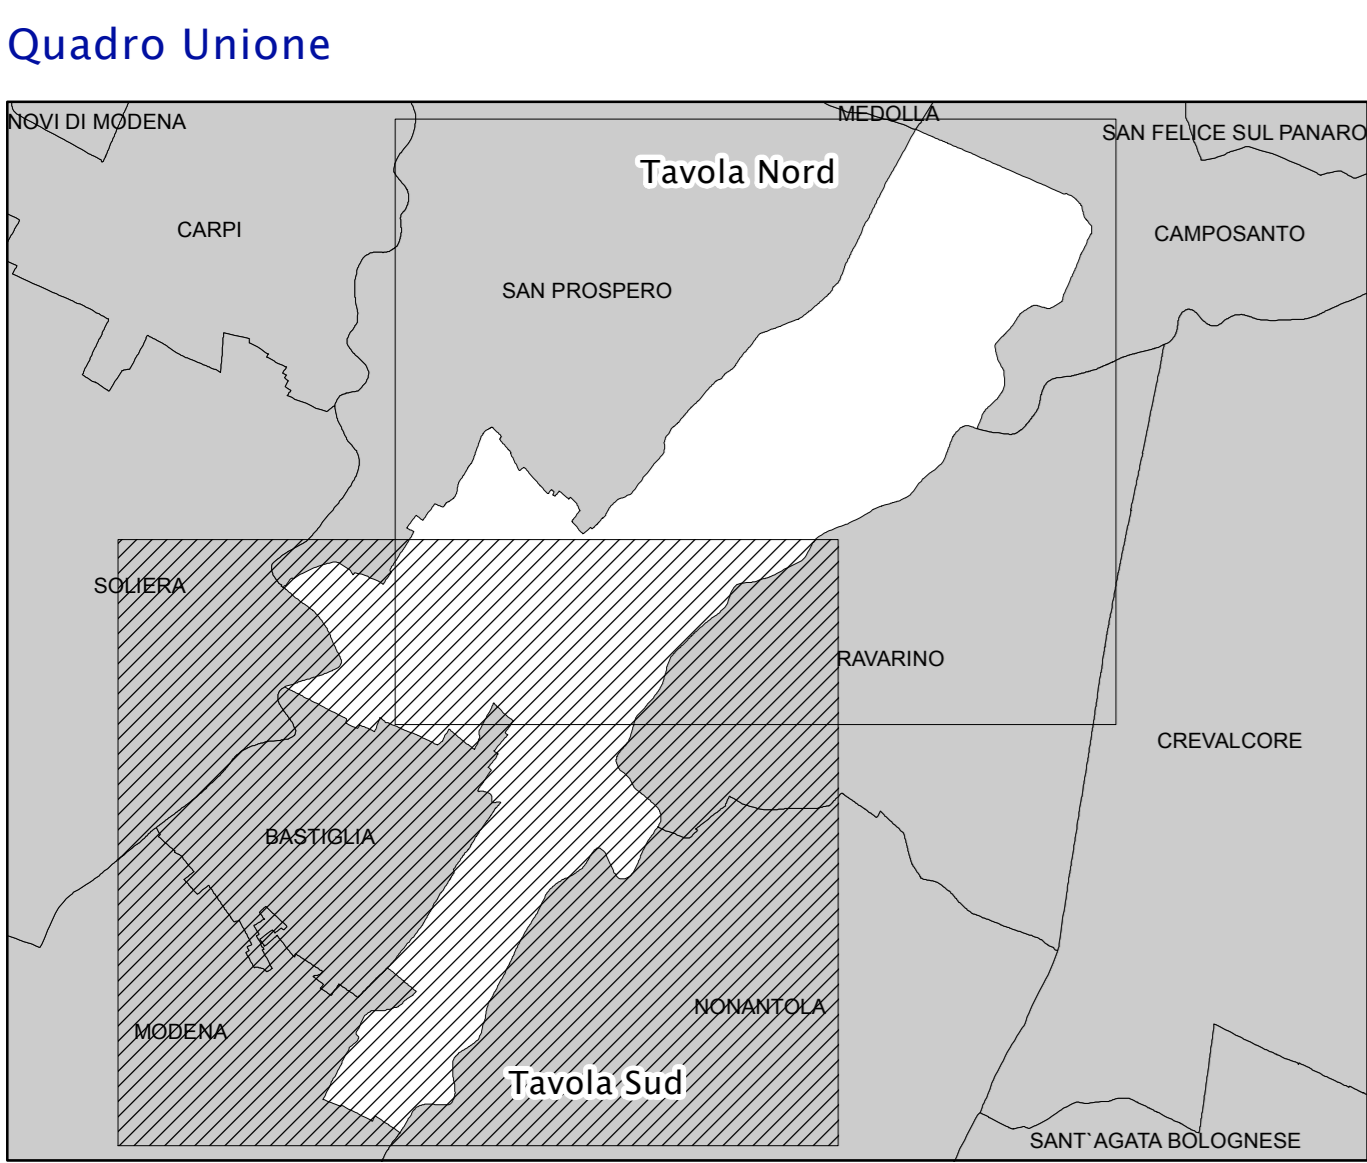 Quadro Unione
MEDOLLA
NOVI DI MODENA
SAN FELICE SUL PANARO
Tavola Nord
CARPI
CAMPOSANTO
SAN PROSPERO
SOLIERA
RAVARINO
CREVALCORE
BASTIGLIA
NONANTOLA
MODENA
Tavola Sud
SANT`AGATA BOLOGNESE